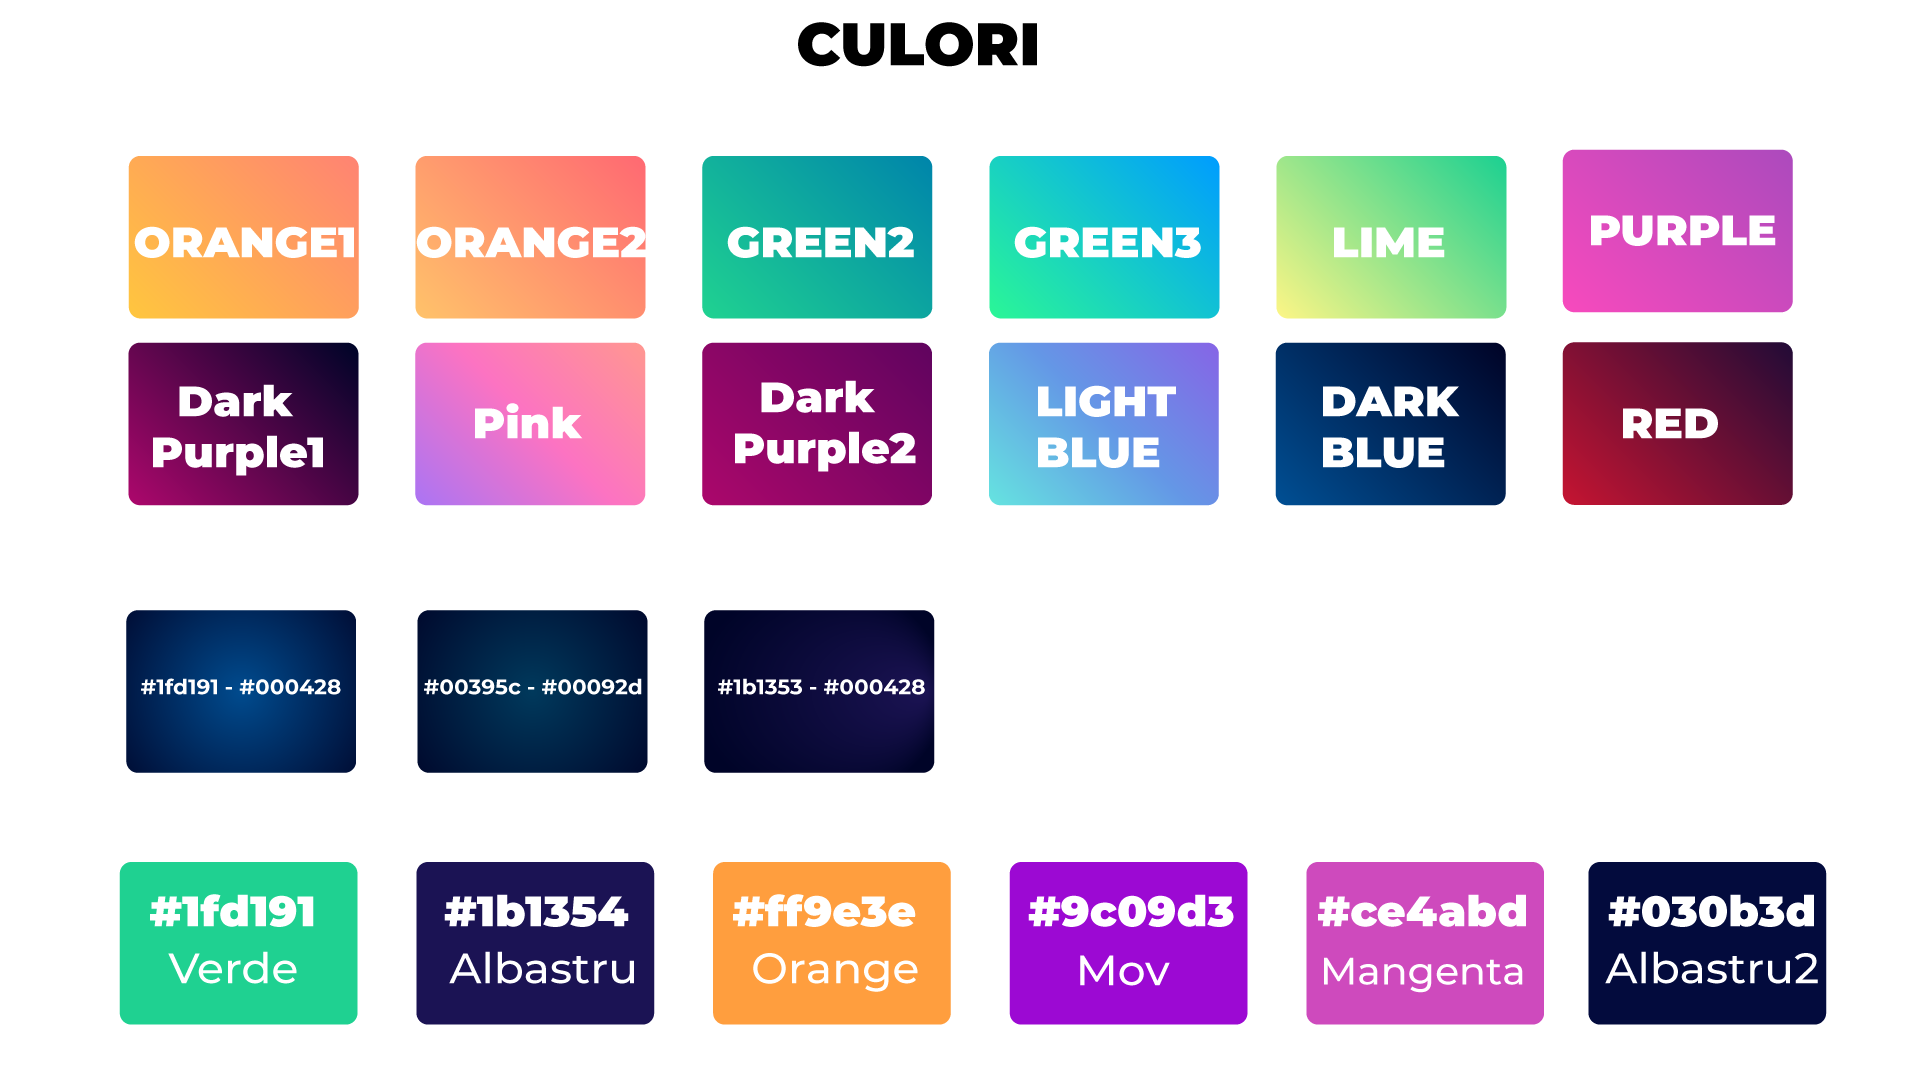 CULORI
ORANGE1
ORANGE2
GREEN2
GREEN3
LIME
PURPLE
Dark
Purple1
Pink
Dark
Purple2
LIGHT
BLUE
DARK
BLUE
RED
#1fd191 - #000428
#00395c - #00092d
#1b1353 - #000428
#1fd191
Verde
#1b1354
Albastru
#ff9e3e
Orange
#9c09d3
Mov
#ce4abd
Mangenta
#030b3d
Albastru2